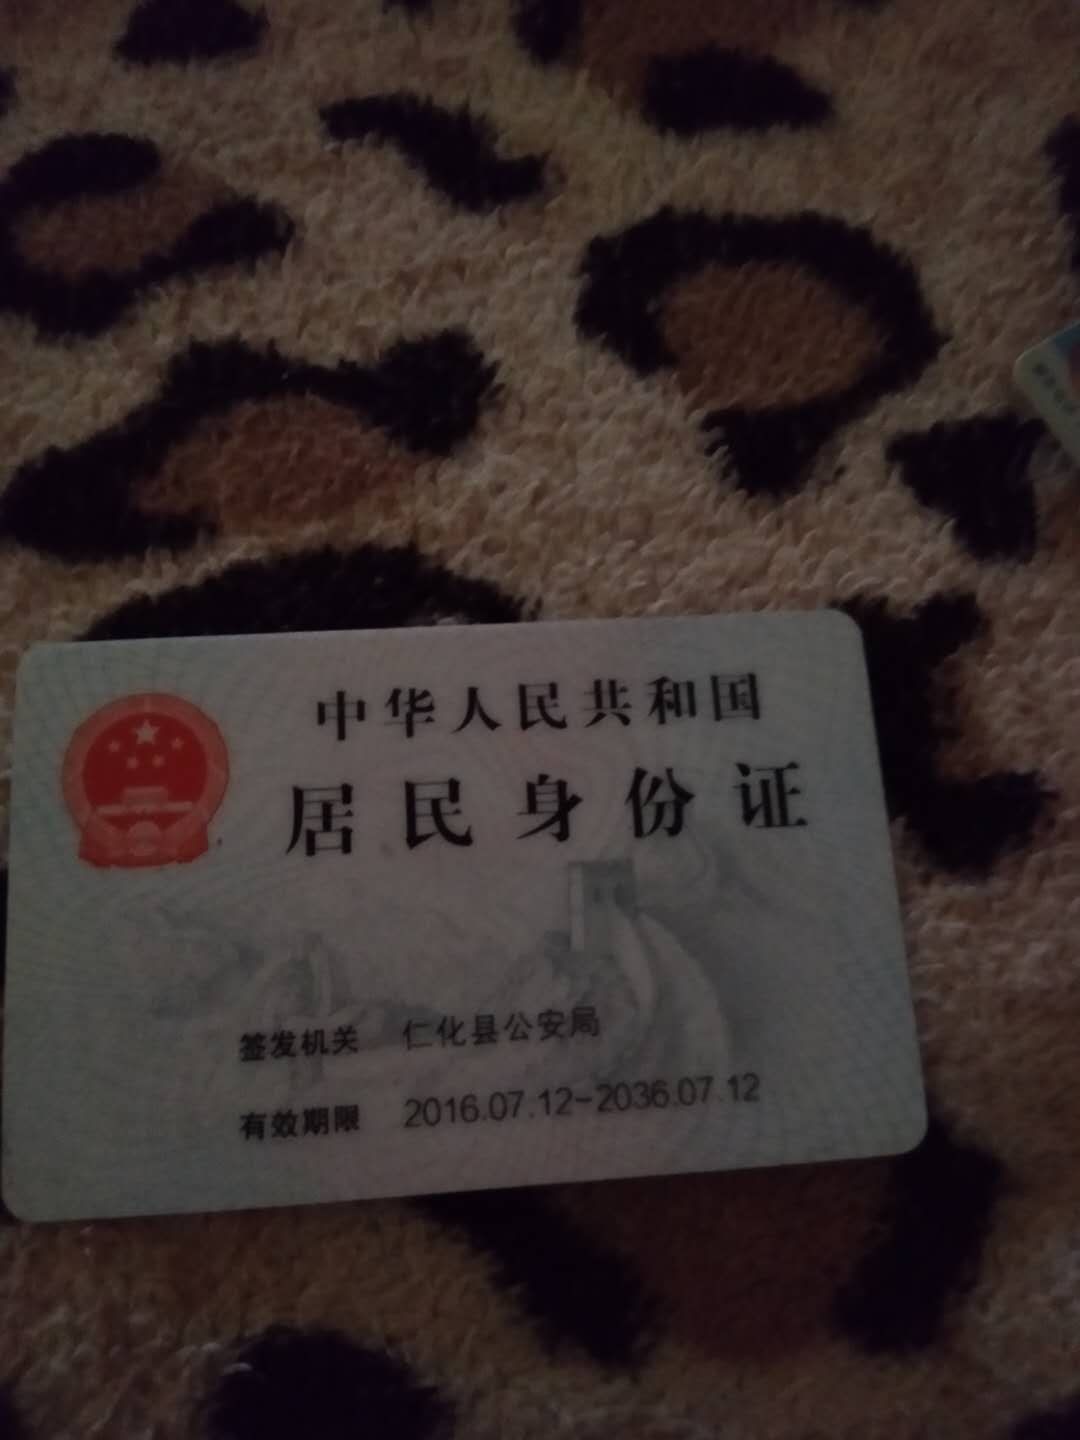 中华人民共和国
居民身份证
签发机关 仁化县公安局
有效期限 2016.07.12-2036.07.12